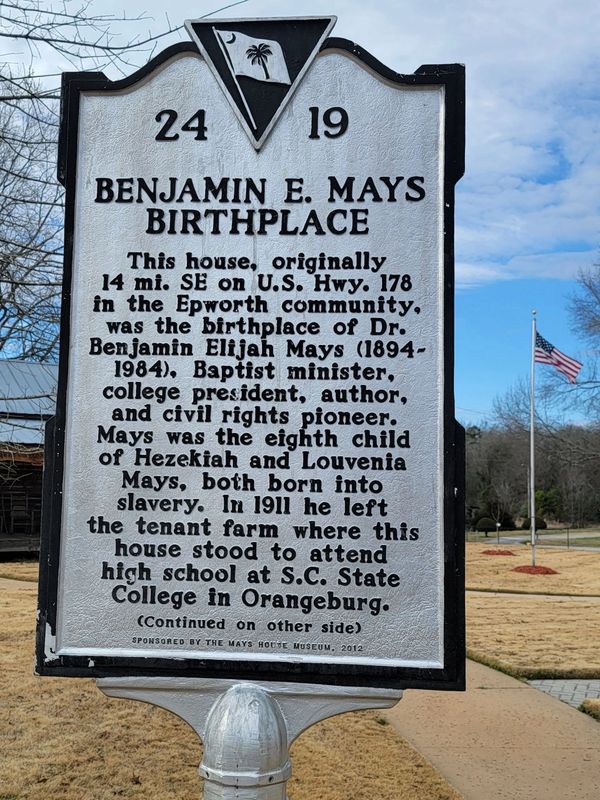 24 19
BENJAMIN E. MAYS
BIRTHPLACE
This house, originally
14 mi. SE on U.S. Hwy. 178
in the Epworth community,
was the birthplace of Dr.
Benjamin Elijah Mays (1894-
1984), Baptist minister,
college president, author,
and civil rights pioneer.
Mays was the eighth child
of Hezekiah and Louvenia
Mays, both born into
slavery. In 1911 he left
the tenant farm where this
house stood to attend
high school at S.C. State
College in Orangeburg.
(Continued on other side)
SPONSORED BY THE MAYS HOUSE MUSEUM, 2012